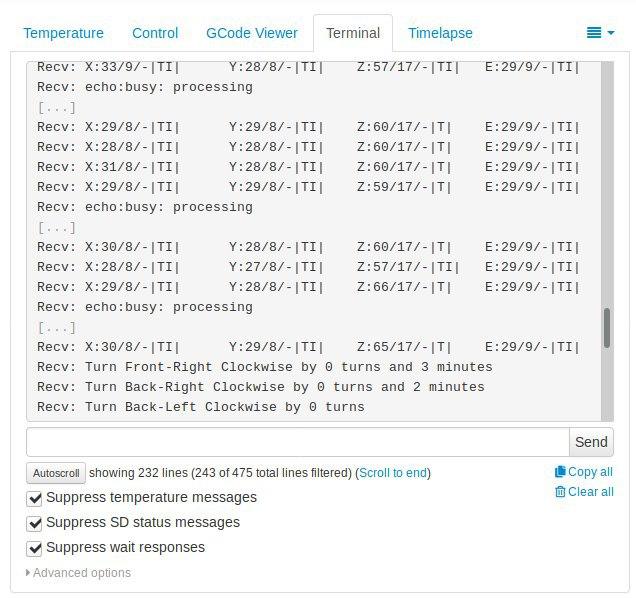 Temperature Control GCode Viewer Terminal Timelapse
Recv: X:33/9/-|TI| Y:28/8/-|TI| Z:57/17/-|TI| E:29/9/-|TI|
Recv: echo:busy: processing
[...]
Recv: X:29/8/-|TI| Y:29/8/-|TI| Z:60/17/-|T| E:29/9/-|TI|
Recv: X:28/8/-|TI| Y:28/8/-|TI| Z:60/17/-|T| E:29/9/-|TI|
Recv: X:31/8/-|TI| Y:28/8/-|TI| Z:60/17/-|T| E:29/9/-|TI|
Recv: X:29/8/-|TI| Y:29/8/-|TI| Z:59/17/-|T| E:29/9/-|TI|
Recv: echo:busy: processing
[...]
Recv: X:30/8/-|TI| Y:28/8/-|TI| Z:60/17/-|T| E:29/9/-|TI|
Recv: X:28/8/-|TI| Y:27/8/-|TI| Z:57/17/-|TI| E:29/9/-|TI|
Recv: X:29/8/-|TI| Y:28/8/-|TI| Z:66/17/-|T| E:29/9/-|TI|
Recv: echo:busy: processing
[...]
Recv: X:30/8/-|TI| Y:29/8/-|TI| Z:65/17/-|T| E:29/9/-|TI|
Recv: Turn Front-Right Clockwise by 0 turns and 3 minutes
Recv: Turn Back-Right Clockwise by 0 turns and 2 minutes
Recv: Turn Back-Left Clockwise by 0 turns
Send
Autoscroll showing 232 lines (243 of 475 total lines filtered) (Scroll to end) Copy all
Clear all
Suppress temperature messages
Suppress SD status messages
Suppress wait responses
Advanced options